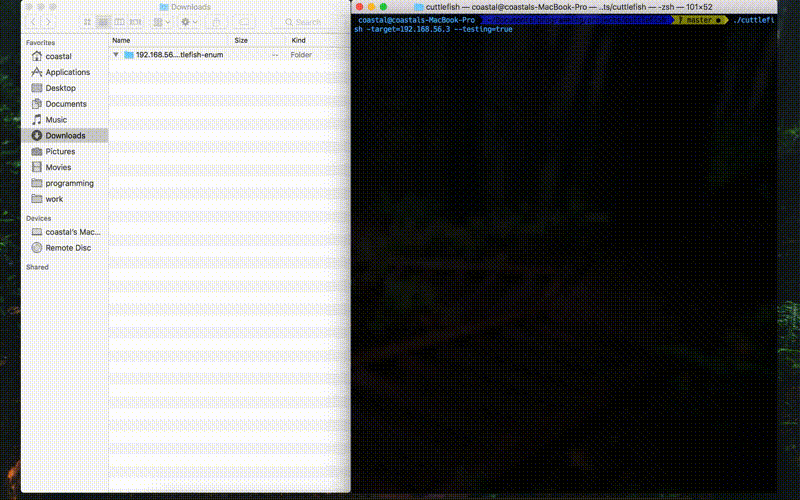 Downloads
Search
Favorites
coastal
Applications
Desktop
Documents
Music
Downloads
Pictures
Movies
programming
work
Devices
coastal's Mac...
Remote Disc
Shared
Name Size Kind
192.168.56....tlefish-enum -- Folder
cuttlefish — coastal@coastals-MacBook-Pro — ..ts/cuttlefish — -zsh — 101×52
coastal@coastals-MacBook-Pro master ● ./cuttlefi
sh -target=192.168.56.3 --testing=true